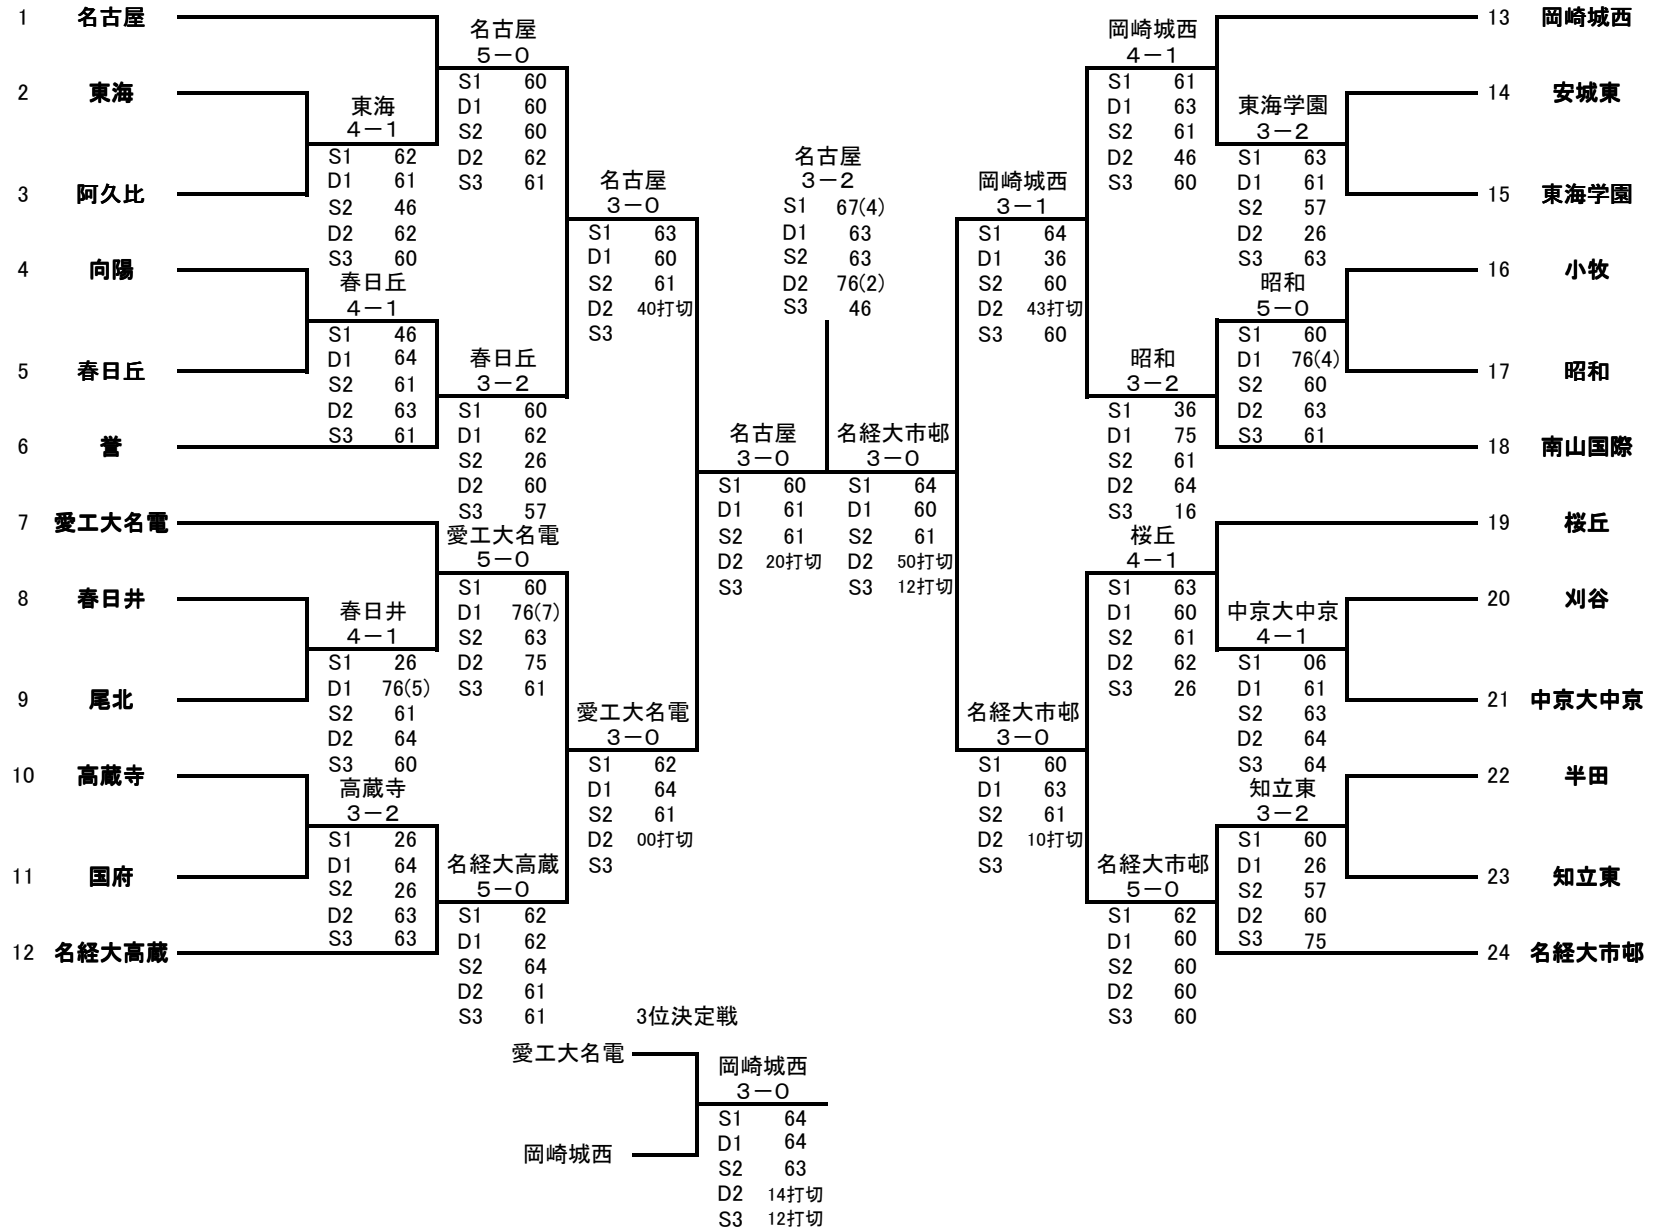 1 名古屋
2 東海
3 阿久比
4 向陽
5 春日丘
6 誉
7 愛工大名電
8 春日井
9 尾北
10 高蔵寺
11 国府
12 名経大高蔵
東海
4－1
S1 62
D1 61
S2 46
D2 62
S3 60
春日丘
4－1
S1 46
D1 64
S2 61
D2 63
S3 61
春日井
4－1
S1 26
D1 76(5)
S2 61
D2 64
S3 60
高蔵寺
3－2
S1 26
D1 64
S2 26
D2 63
S3 63
名古屋
5－0
S1 60
D1 60
S2 60
D2 62
S3 61
春日丘
3－2
S1 60
D1 62
S2 26
D2 60
S3 57
愛工大名電
5－0
S1 60
D1 76(7)
S2 63
D2 75
S3 61
名経大高蔵
5－0
S1 62
D1 62
S2 64
D2 61
S3 61
名古屋
3－0
S1 63
D1 60
S2 61
D2 40打切
S3
愛工大名電
3－0
S1 62
D1 64
S2 61
D2 00打切
S3
名古屋
3－0
S1 60
D1 61
S2 61
D2 20打切
S3
名古屋
3－2
S1 67(4)
D1 63
S2 63
D2 76(2)
S3 46
名経大市邨
3－0
S1 64
D1 60
S2 61
D2 50打切
S3 12打切
岡崎城西
3－1
S1 64
D1 36
S2 60
D2 43打切
S3 60
名経大市邨
3－0
S1 60
D1 63
S2 61
D2 10打切
S3
岡崎城西
4－1
S1 61
D1 63
S2 61
D2 46
S3 60
昭和
3－2
S1 36
D1 75
S2 61
D2 64
S3 16
桜丘
4－1
S1 63
D1 60
S2 61
D2 62
S3 26
名経大市邨
5－0
S1 62
D1 60
S2 60
D2 60
S3 60
東海学園
3－2
S1 63
D1 61
S2 57
D2 26
S3 63
昭和
5－0
S1 60
D1 76(4)
S2 60
D2 63
S3 61
中京大中京
4－1
S1 06
D1 61
S2 63
D2 64
S3 64
知立東
3－2
S1 60
D1 26
S2 57
D2 60
S3 75
13 岡崎城西
14 安城東
15 東海学園
16 小牧
17 昭和
18 南山国際
19 桜丘
20 刈谷
21 中京大中京
22 半田
23 知立東
24 名経大市邨
3位決定戦
愛工大名電
岡崎城西
岡崎城西
3－0
S1 64
D1 64
S2 63
D2 14打切
S3 12打切